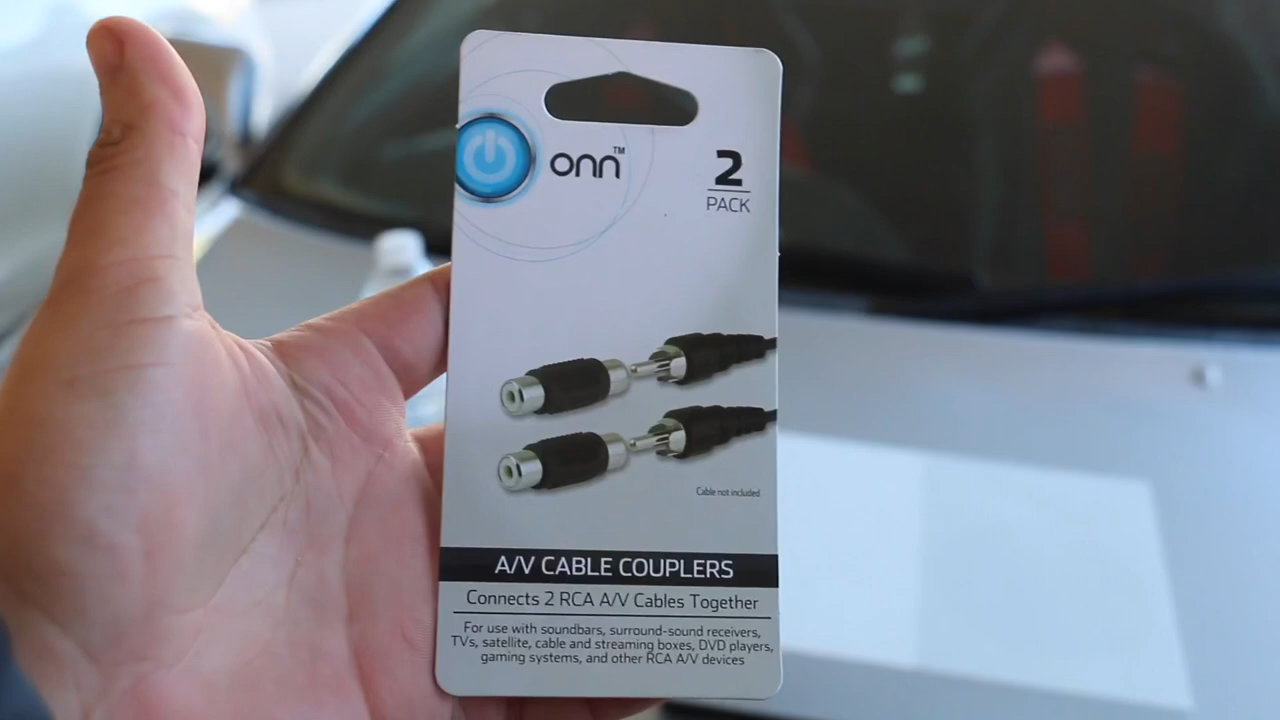 onn™
2
PACK
Cable not included
A/V CABLE COUPLERS
Connects 2 RCA A/V Cables Together
For use with soundbars, surround-sound receivers,
TVs, satellite, cable and streaming boxes, DVD players,
gaming systems, and other RCA A/V devices